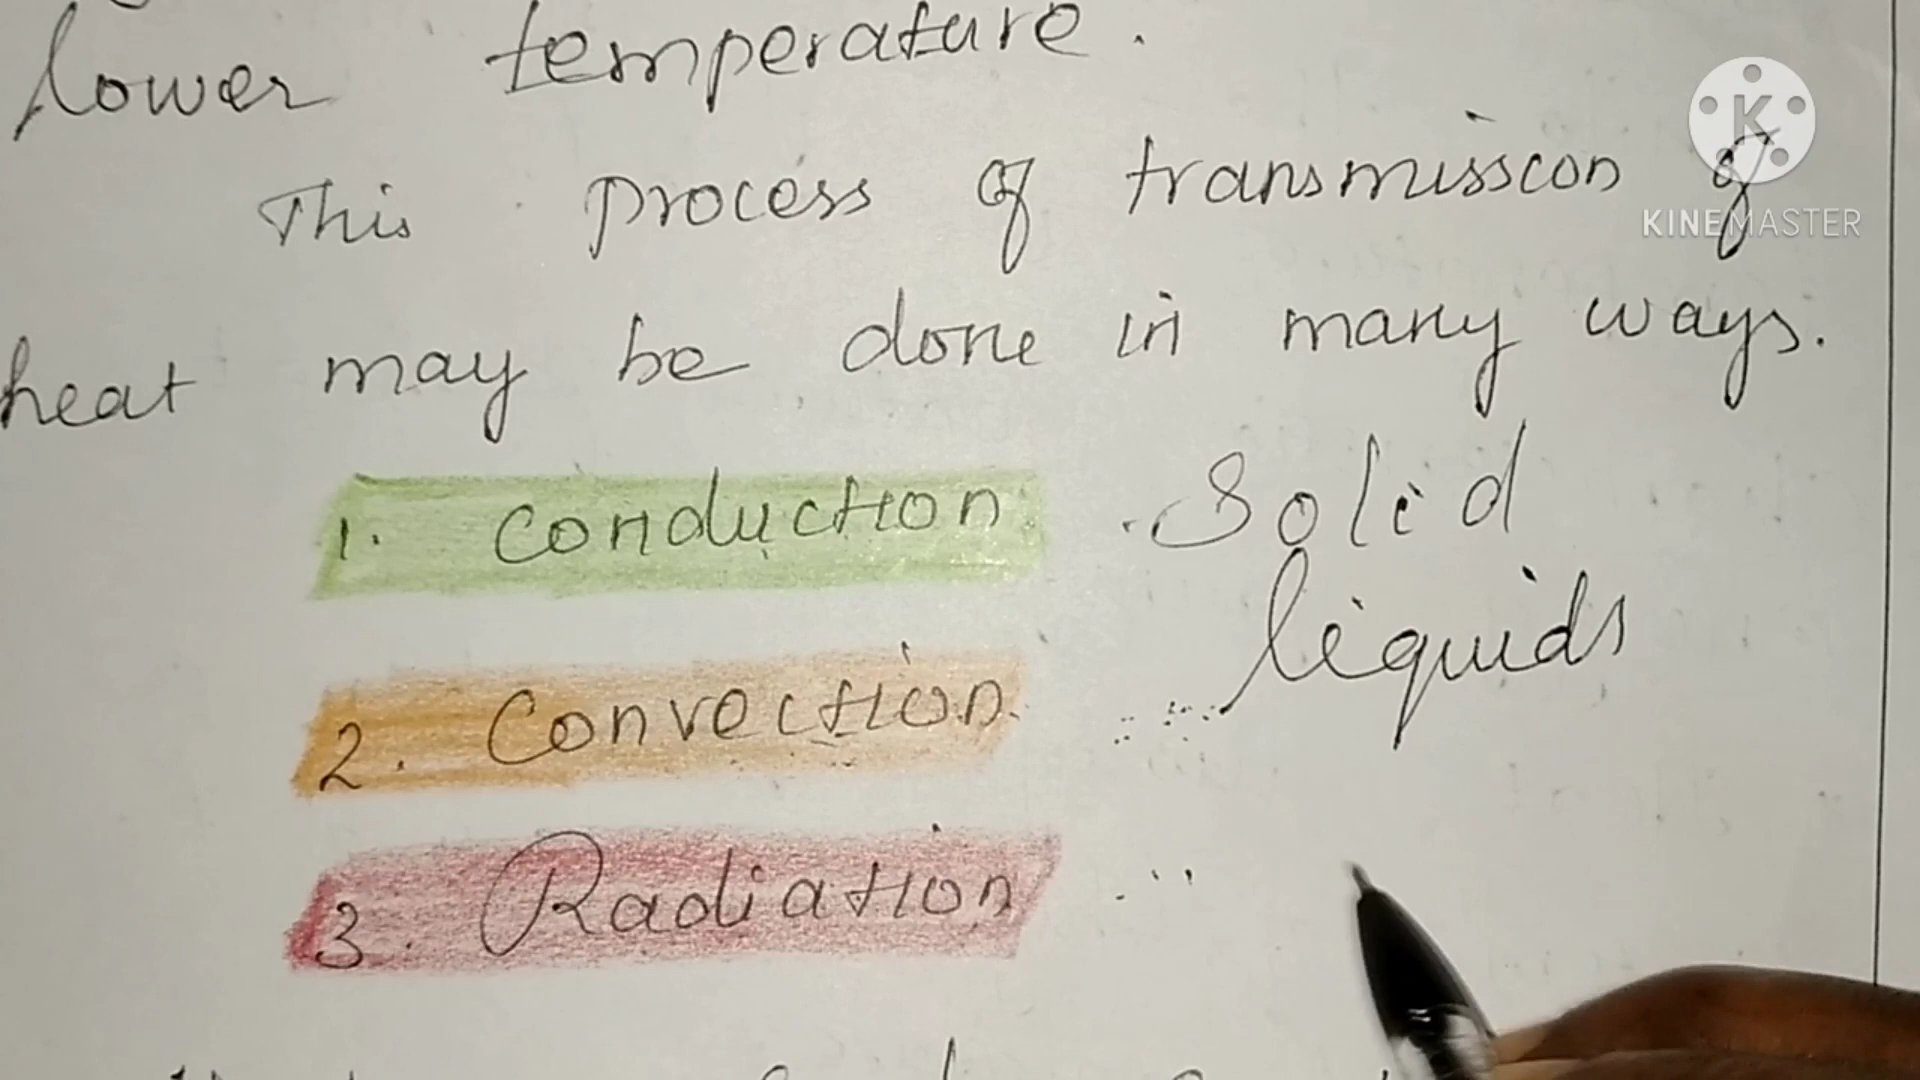 lower temperature.
This process of transmission of
heat may be done in many ways.
1. Conduction
Solid
2. Convection
liquids
3. Radiation
KINEMASTER